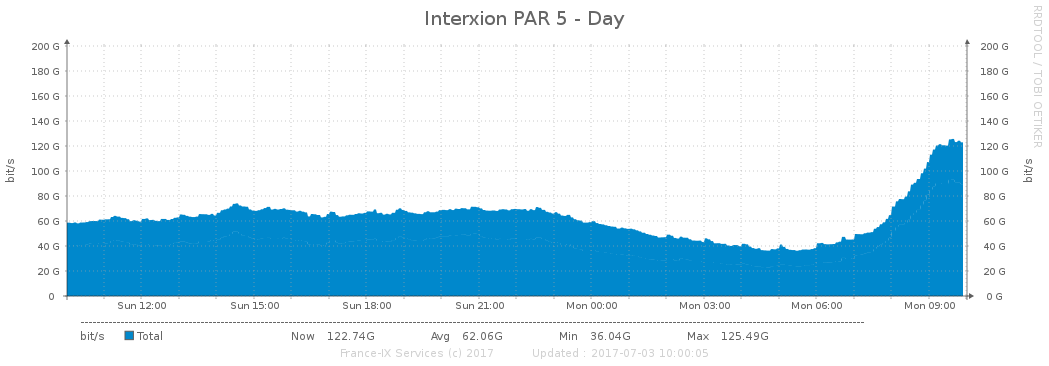 Interxion PAR 5 - Day
RRDTOOL / TOBI OETIKER
bit/s
200 G
180 G
160 G
140 G
120 G
100 G
80 G
60 G
40 G
20 G
0
200 G
180 G
160 G
140 G
120 G
100 G
80 G
60 G
40 G
20 G
0 G
bit/s
Sun 12:00 Sun 15:00 Sun 18:00 Sun 21:00 Mon 00:00 Mon 03:00 Mon 06:00 Mon 09:00
bit/s Total Now 122.74G Avg 62.06G Min 36.04G Max 125.49G
France-IX Services (c) 2017 Updated : 2017-07-03 10:00:05